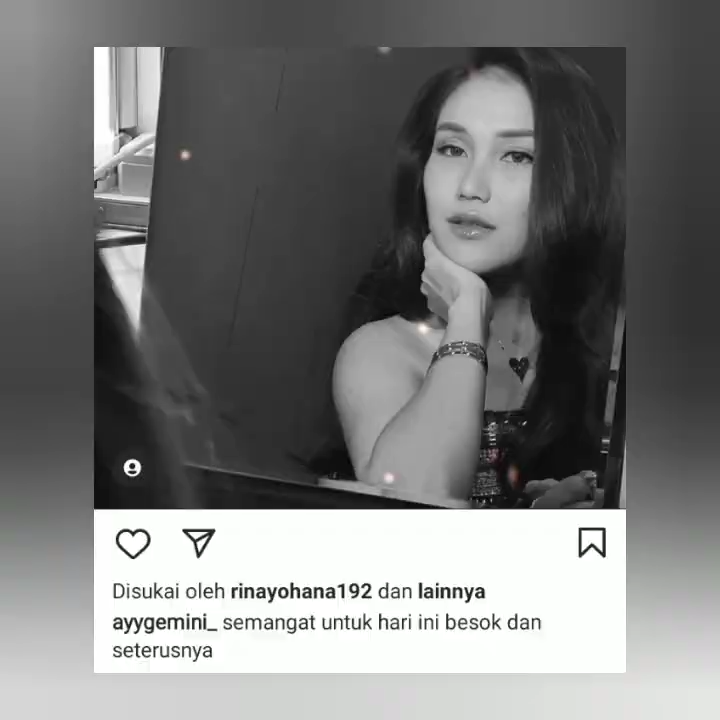 Disukai oleh rinayohana192 dan lainnya
ayygemini_ semangat untuk hari ini besok dan
seterusnya